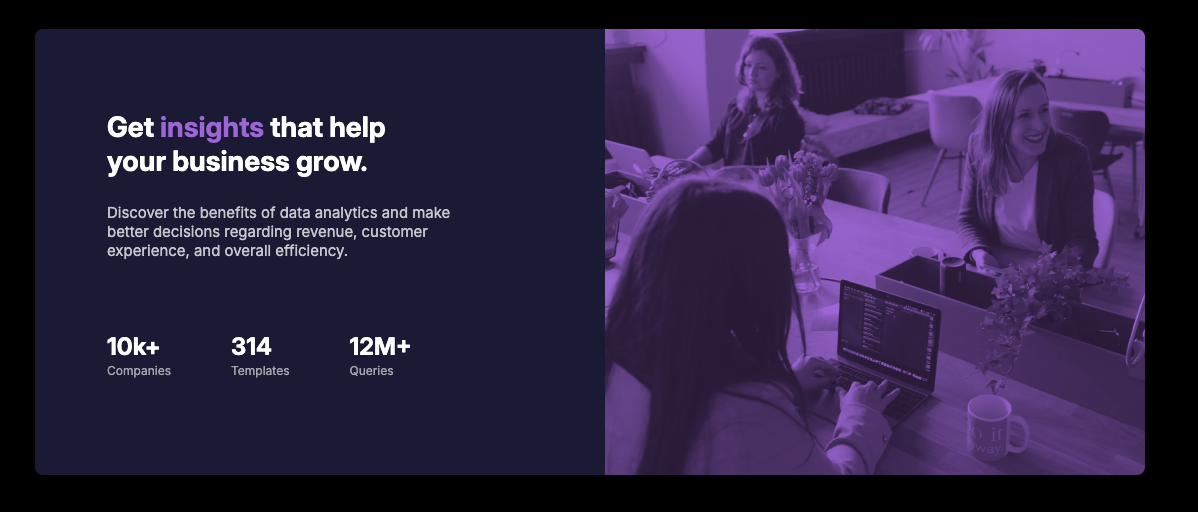 Get insights that help
your business grow.
Discover the benefits of data analytics and make
better decisions regarding revenue, customer
experience, and overall efficiency.
10k+ 314 12M+
Companies Templates Queries